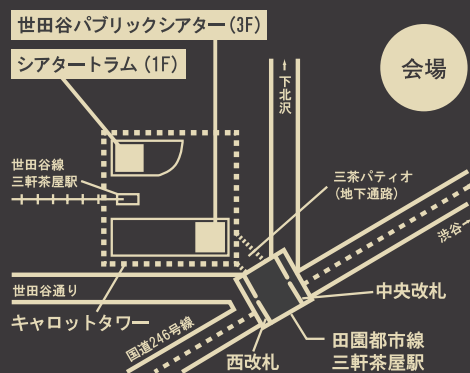 世田谷パブリックシアター(3F)
シアタートラム(1F)
会場
↑下北沢
世田谷線
三軒茶屋駅
三茶パティオ
(地下通路)
渋谷→
世田谷通り
中央改札
キャロットタワー
国道246号線
田園都市線
三軒茶屋駅
西改札